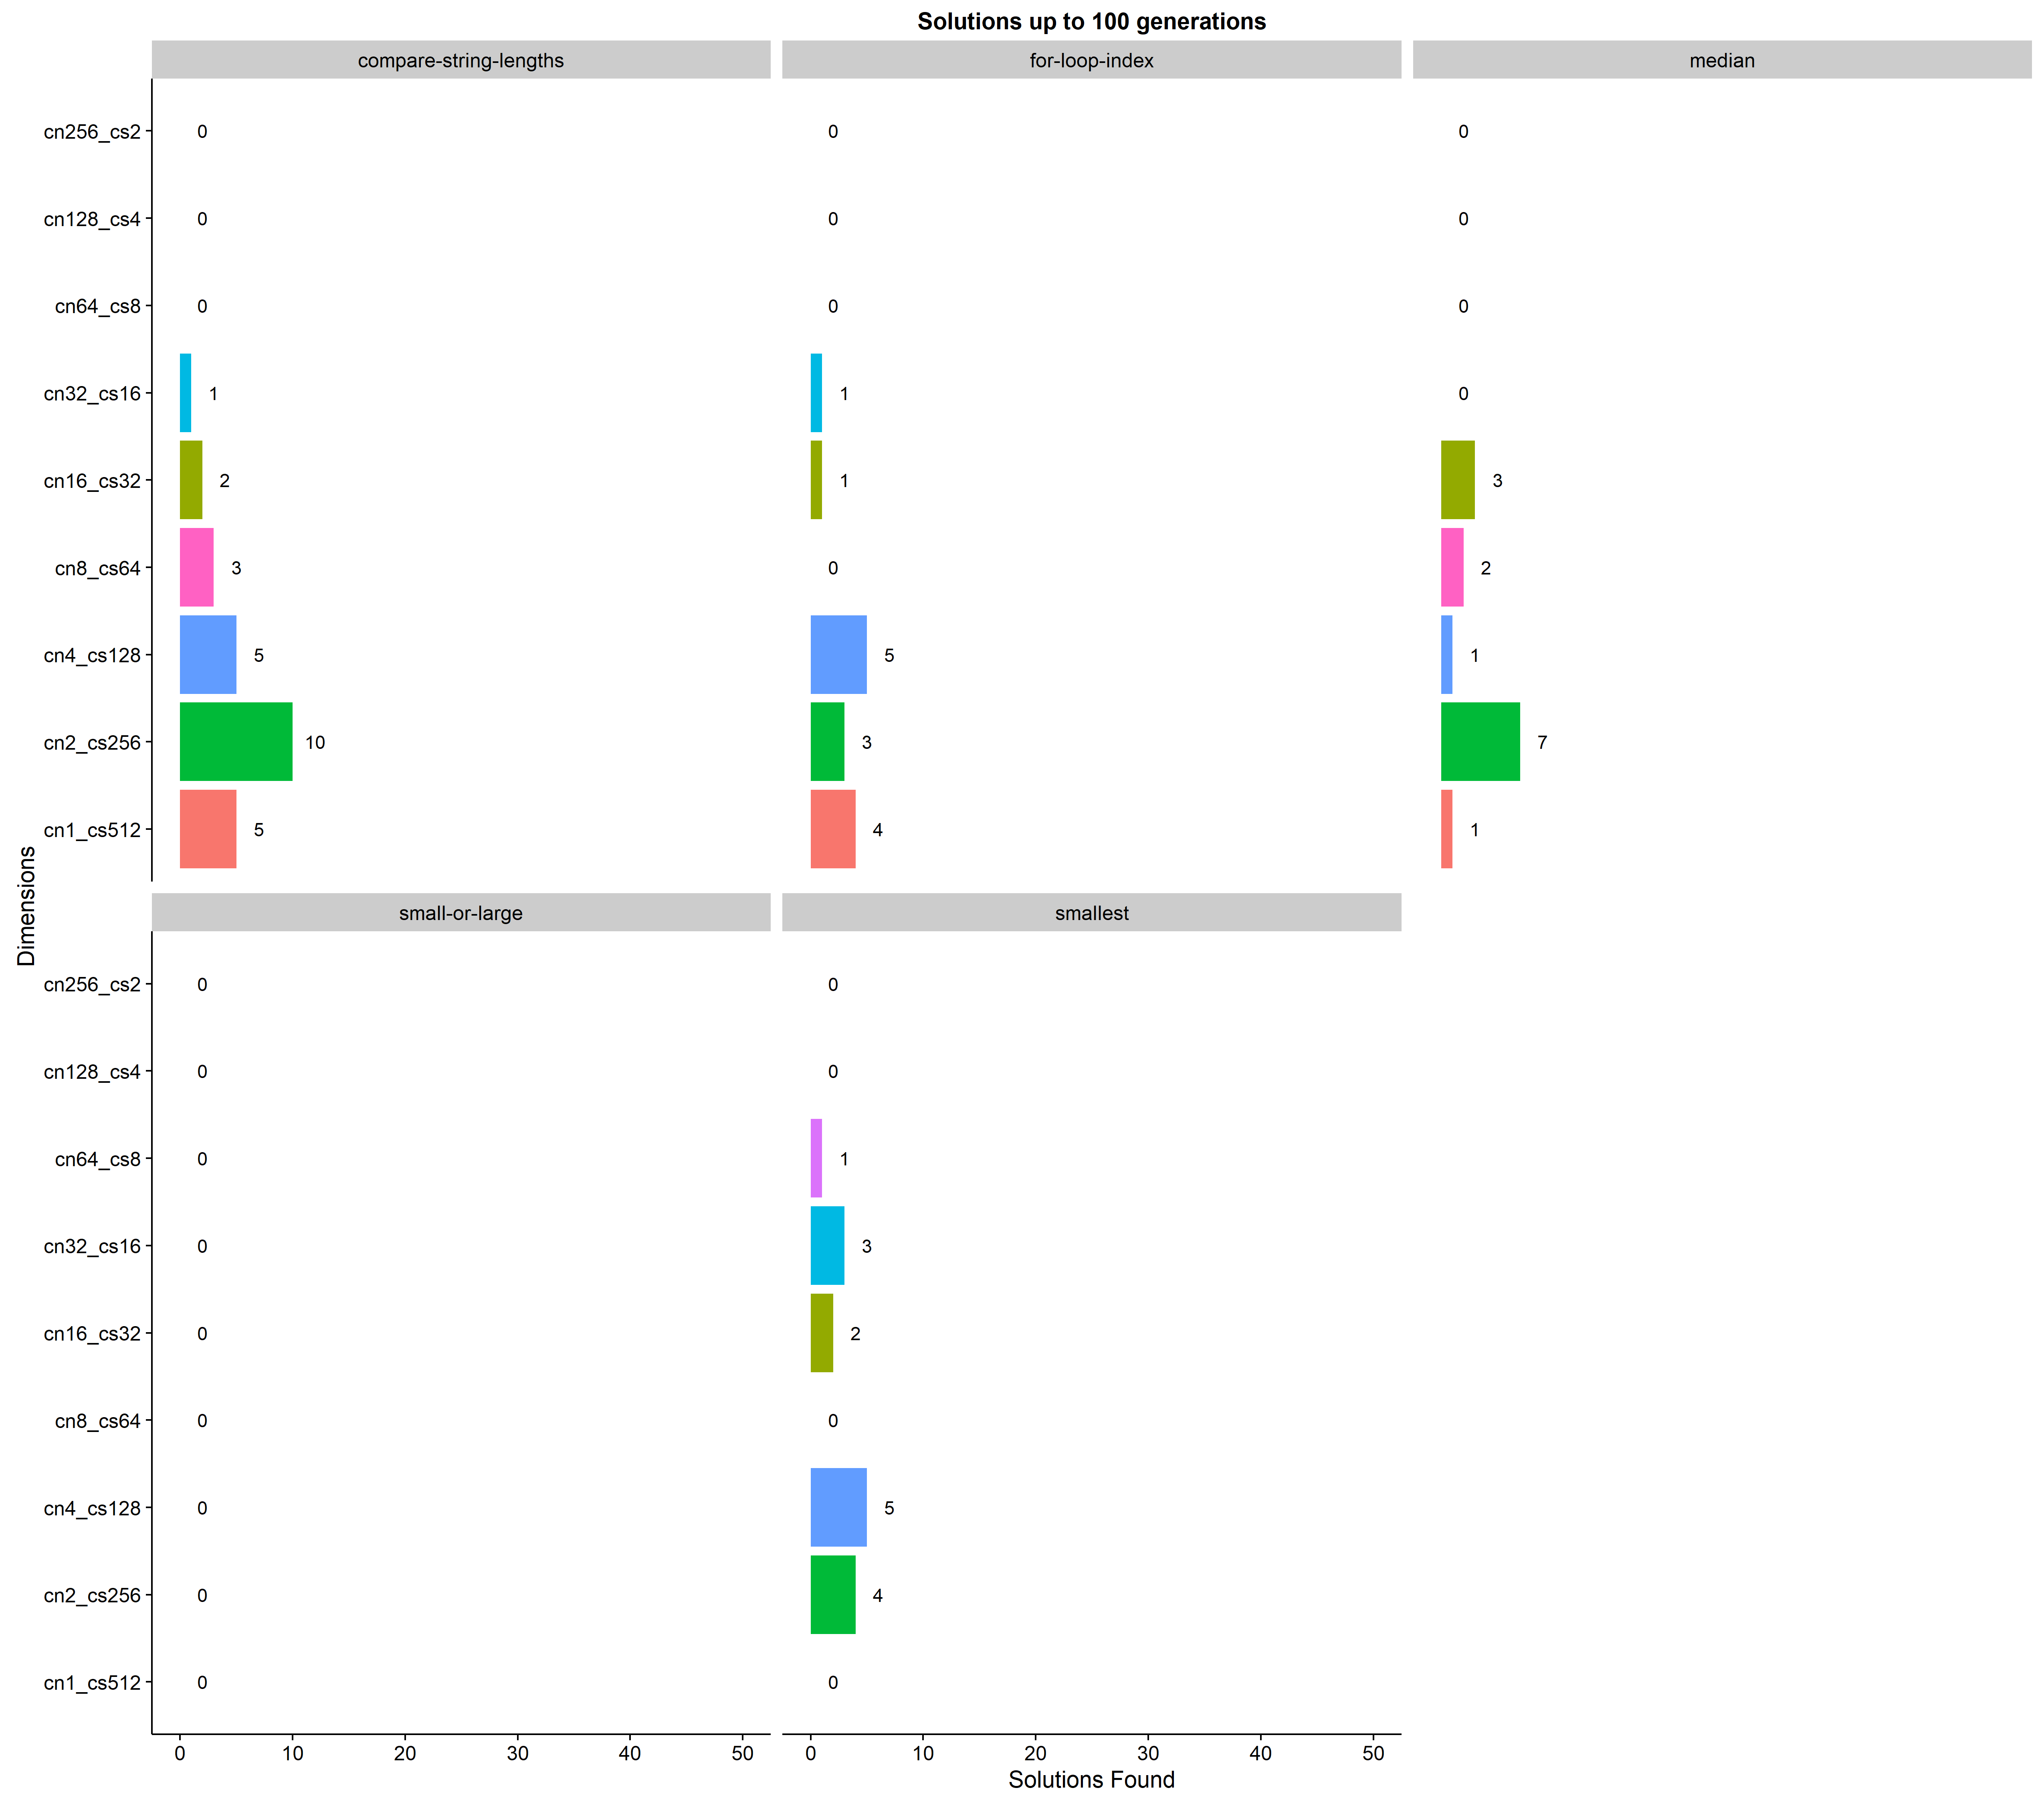 Solutions up to 100 generations
compare-string-lengths for-loop-index median
cn256_cs2 0 0 0
cn128_cs4 0 0 0
cn64_cs8 0 0 0
cn32_cs16 1 1 0
cn16_cs32 2 1 3
cn8_cs64 3 0 2
cn4_cs128 5 5 1
cn2_cs256 10 3 7
cn1_cs512 5 4 1
Dimensions
small-or-large smallest
cn256_cs2 0 0
cn128_cs4 0 0
cn64_cs8 0 1
cn32_cs16 0 3
cn16_cs32 0 2
cn8_cs64 0 0
cn4_cs128 0 5
cn2_cs256 0 4
cn1_cs512 0 0
0 10 20 30 40 50 0 10 20 30 40 50
Solutions Found